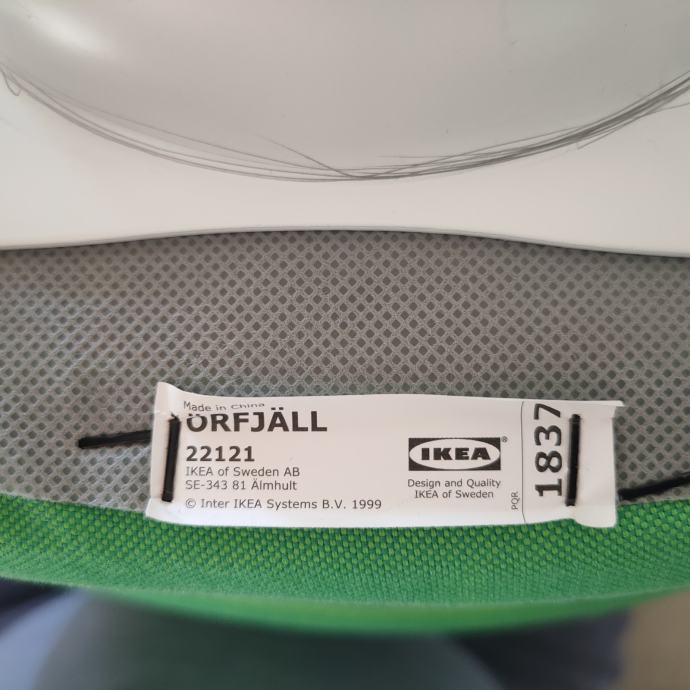 Made in China
ÖRFJÄLL
22121
IKEA of Sweden AB
SE-343 81 Älmhult
© Inter IKEA Systems B.V. 1999
IKEA®
Design and Quality
IKEA of Sweden
PQR
1837